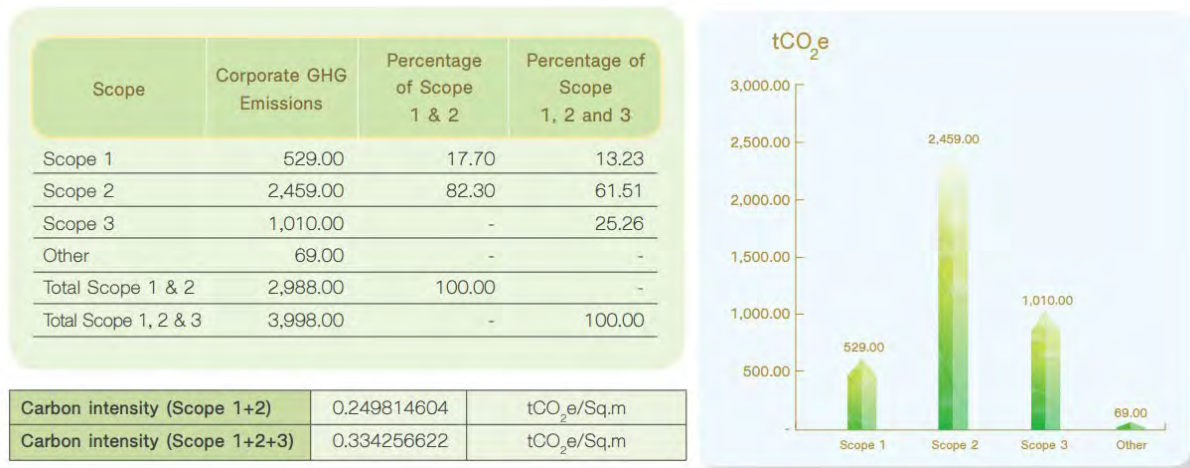 Scope
Corporate GHG
Emissions
Percentage
of Scope
1 & 2
Percentage of
Scope
1, 2 and 3
Scope 1 529.00 17.70 13.23
Scope 2 2,459.00 82.30 61.51
Scope 3 1,010.00 - 25.26
Other 69.00 - -
Total Scope 1 & 2 2,988.00 100.00 -
Total Scope 1, 2 & 3 3,998.00 - 100.00
Carbon intensity (Scope 1+2) 0.249814604 tCO₂e/Sq.m
Carbon intensity (Scope 1+2+3) 0.334256622 tCO₂e/Sq.m
tCO₂e
3,000.00
2,500.00
2,000.00
1,500.00
1,000.00
500.00
-
529.00
2,459.00
1,010.00
69.00
Scope 1 Scope 2 Scope 3 Other